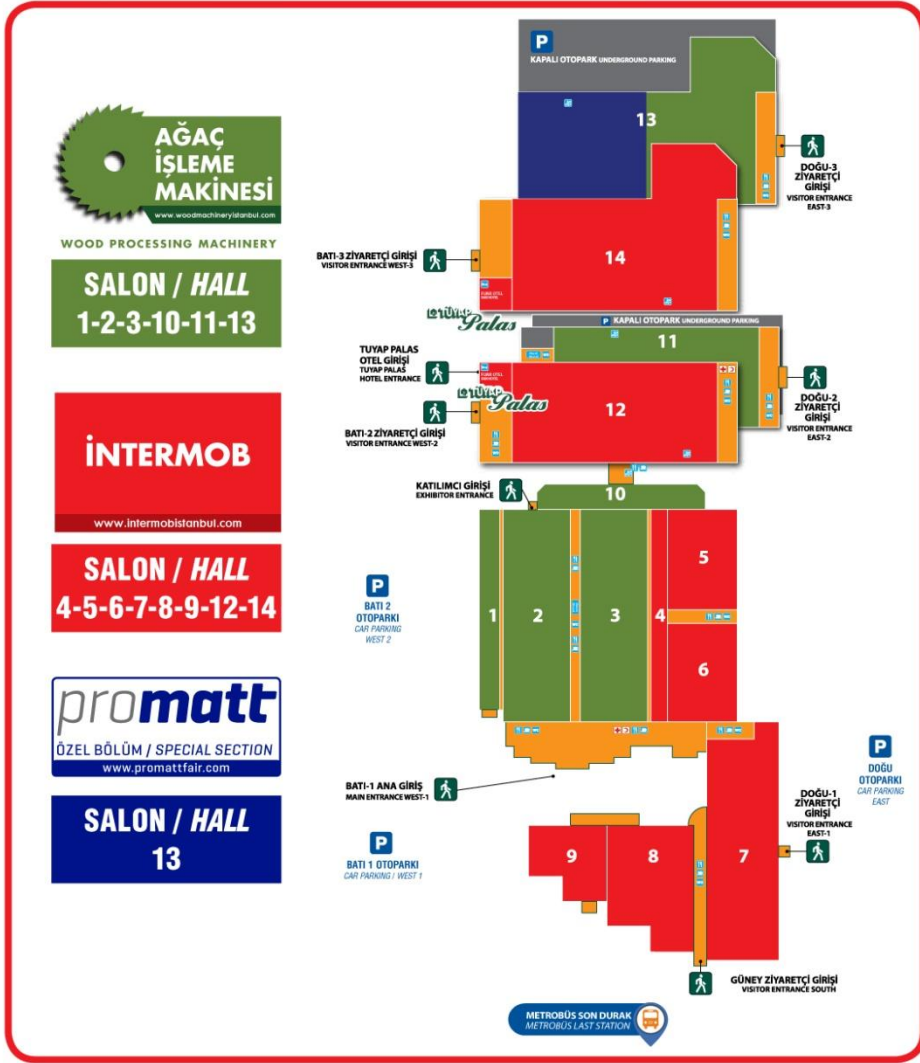 AĞAÇ
İŞLEME
MAKİNESİ
www.woodmachineryistanbul.com
WOOD PROCESSING MACHINERY
SALON / HALL
1-2-3-10-11-13
İNTERMOB
www.intermobistanbul.com
SALON / HALL
4-5-6-7-8-9-12-14
promatt
ÖZEL BÖLÜM / SPECIAL SECTION
www.promattfair.com
SALON / HALL
13
P
KAPALI OTOPARK UNDERGROUND PARKING
13
DOĞU-3
ZİYARETÇİ
GİRİŞİ
VISITOR ENTRANCE
EAST-3
BATI-3 ZİYARETÇİ GİRİŞİ
VISITOR ENTRANCE WEST-3
14
TÜYAP
Palas
P KAPALI OTOPARK UNDERGROUND PARKING
11
TUYAP PALAS
OTEL GİRİŞİ
TUYAP PALAS
HOTEL ENTRANCE
TÜYAP
Palas
12
BATI-2 ZİYARETÇİ GİRİŞİ
VISITOR ENTRANCE WEST-2
DOĞU-2
ZİYARETÇİ
GİRİŞİ
VISITOR ENTRANCE
EAST-2
KATILIMCI GİRİŞİ
EXHIBITOR ENTRANCE
10
1
2
3
4
5
6
P
BATI 2
OTOPARKI
CAR PARKING
WEST 2
BATI-1 ANA GİRİŞ
MAIN ENTRANCE WEST-1
P
DOĞU
OTOPARKI
CAR PARKING
EAST
DOĞU-1
ZİYARETÇİ
GİRİŞİ
VISITOR ENTRANCE
EAST-1
P
BATI 1 OTOPARKI
CAR PARKING / WEST 1
9
8
7
GÜNEY ZİYARETÇİ GİRİŞİ
VISITOR ENTRANCE SOUTH
METROBÜS SON DURAK
METROBÜS LAST STATION